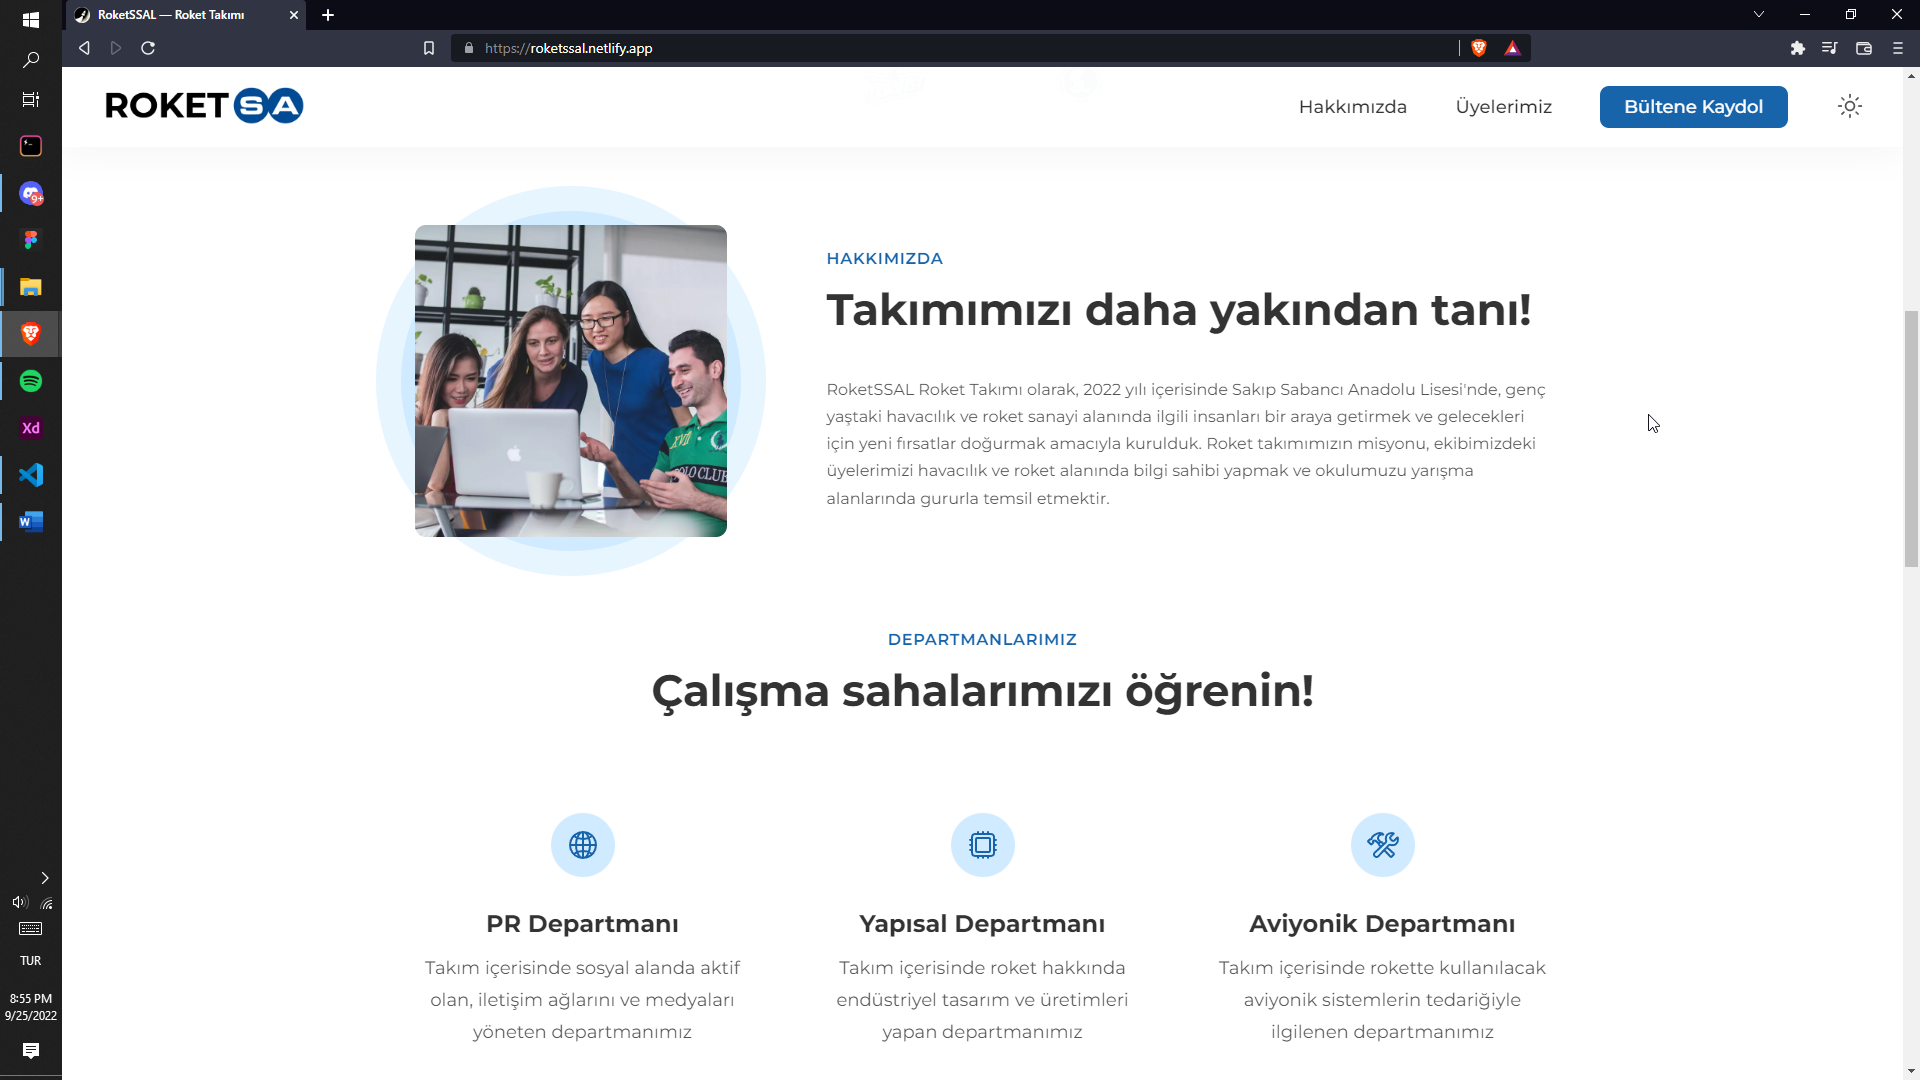 RoketSSAL — Roket Takımı
https://roketssal.netlify.app
ROKET SA
Hakkımızda
Üyelerimiz
Bültene Kaydol
HAKKIMIZDA
Takımımızı daha yakından tanı!
RoketSSAL Roket Takımı olarak, 2022 yılı içerisinde Sakıp Sabancı Anadolu Lisesi'nde, genç
yaştaki havacılık ve roket sanayi alanında ilgili insanları bir araya getirmek ve gelecekleri
için yeni fırsatlar doğurmak amacıyla kurulduk. Roket takımımızın misyonu, ekibimizdeki
üyelerimizi havacılık ve roket alanında bilgi sahibi yapmak ve okulumuzu yarışma
alanlarında gururla temsil etmektir.
XVII
POLO CLUB
DEPARTMANLARIMIZ
Çalışma sahalarımızı öğrenin!
PR Departmanı
Takım içerisinde sosyal alanda aktif
olan, iletişim ağlarını ve medyaları
yöneten departmanımız
Yapısal Departmanı
Takım içerisinde roket hakkında
endüstriyel tasarım ve üretimleri
yapan departmanımız
Aviyonik Departmanı
Takım içerisinde rokette kullanılacak
aviyonik sistemlerin tedariğiyle
ilgilenen departmanımız
9+
Xd
W
TUR
8:55 PM
9/25/2022